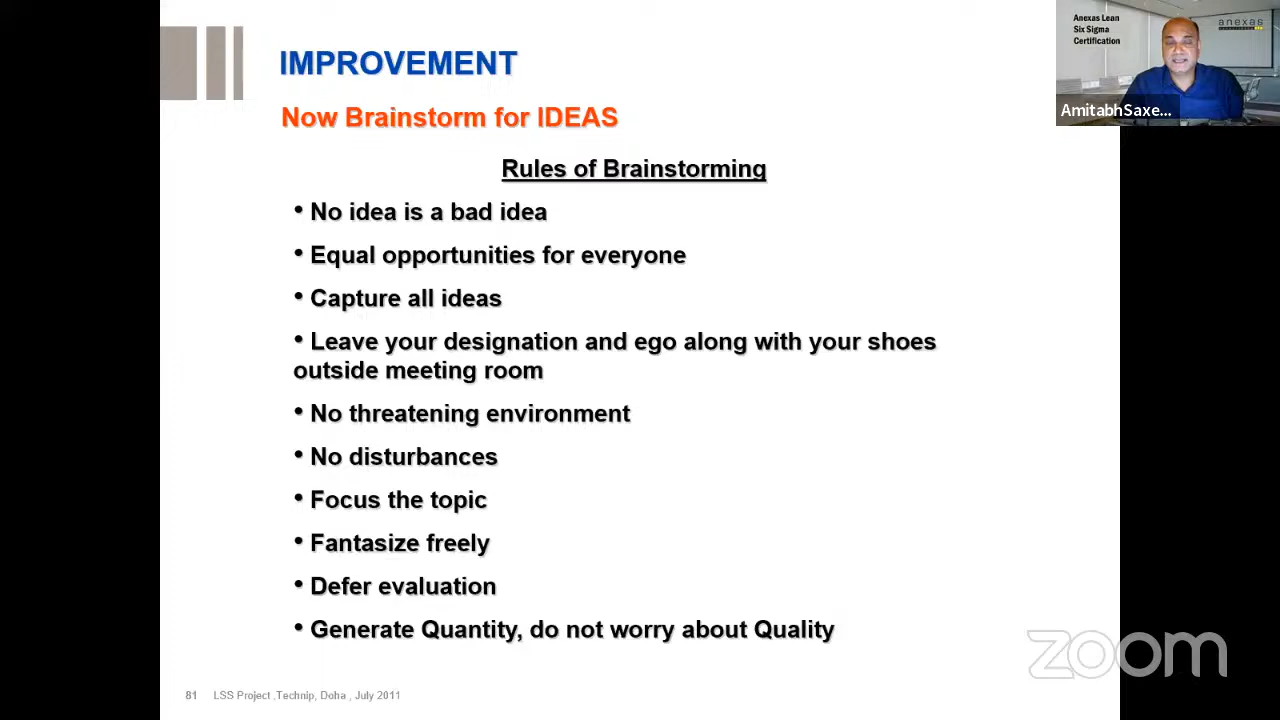 IMPROVEMENT
Now Brainstorm for IDEAS
Rules of Brainstorming
• No idea is a bad idea
• Equal opportunities for everyone
• Capture all ideas
• Leave your designation and ego along with your shoes
outside meeting room
• No threatening environment
• No disturbances
• Focus the topic
• Fantasize freely
• Defer evaluation
• Generate Quantity, do not worry about Quality
81 LSS Project .Technip, Doha , July 2011
Anexas Lean
Six Sigma
Certification
anexas
AmitabhSaxe...
zoom